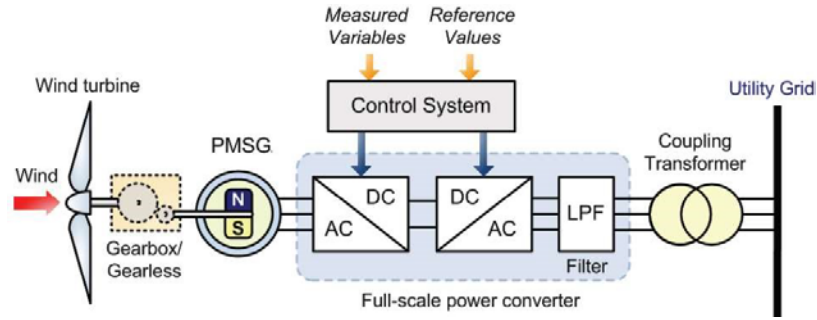 Measured
Variables
Reference
Values
Wind turbine
Control System
Utility Grid
PMSG
Coupling
Transformer
Wind
N
S
DC
AC
DC
AC
LPF
Gearbox/
Gearless
Filter
Full-scale power converter